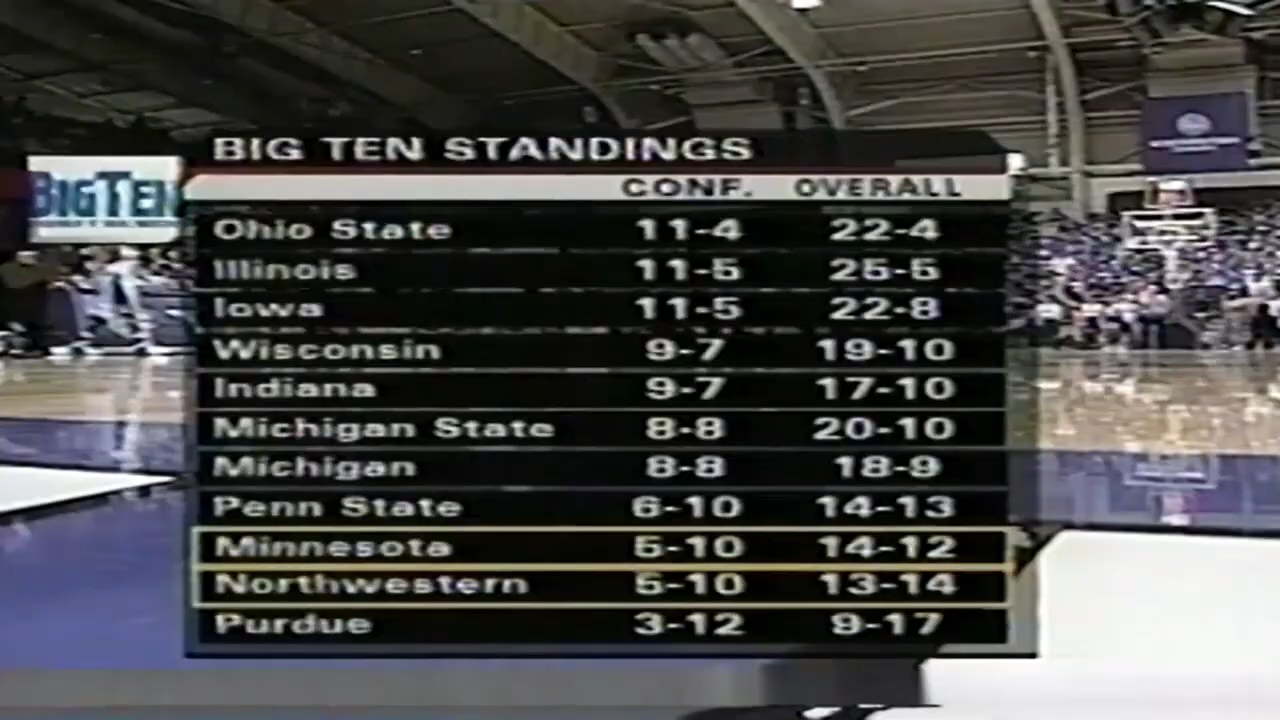 BIG TEN STANDINGS
CONF. OVERALL
BIGTEN
Ohio State 11-4 22-4
Illinois 11-5 25-5
Iowa 11-5 22-8
Wisconsin 9-7 19-10
Indiana 9-7 17-10
Michigan State 8-8 20-10
Michigan 8-8 18-9
Penn State 6-10 14-13
Minnesota 5-10 14-12
Northwestern 5-10 13-14
Purdue 3-12 9-17